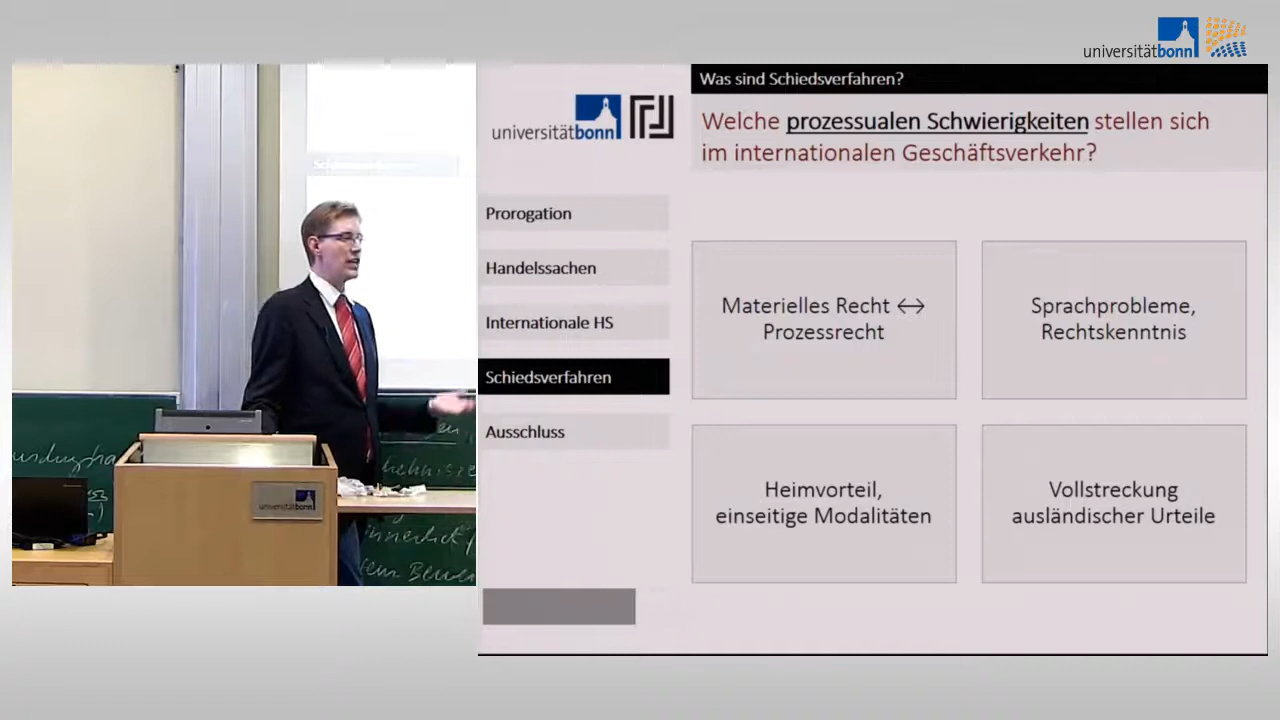 universitätbonn
Was sind Schiedsverfahren?
Welche prozessualen Schwierigkeiten stellen sich
im internationalen Geschäftsverkehr?
universitätbonn
Prorogation
Handelssachen
Internationale HS
Schiedsverfahren
Ausschluss
Materielles Recht ↔
Prozessrecht
Sprachprobleme,
Rechtskenntnis
Heimvorteil,
einseitige Modalitäten
Vollstreckung
ausländischer Urteile
universitätbonn